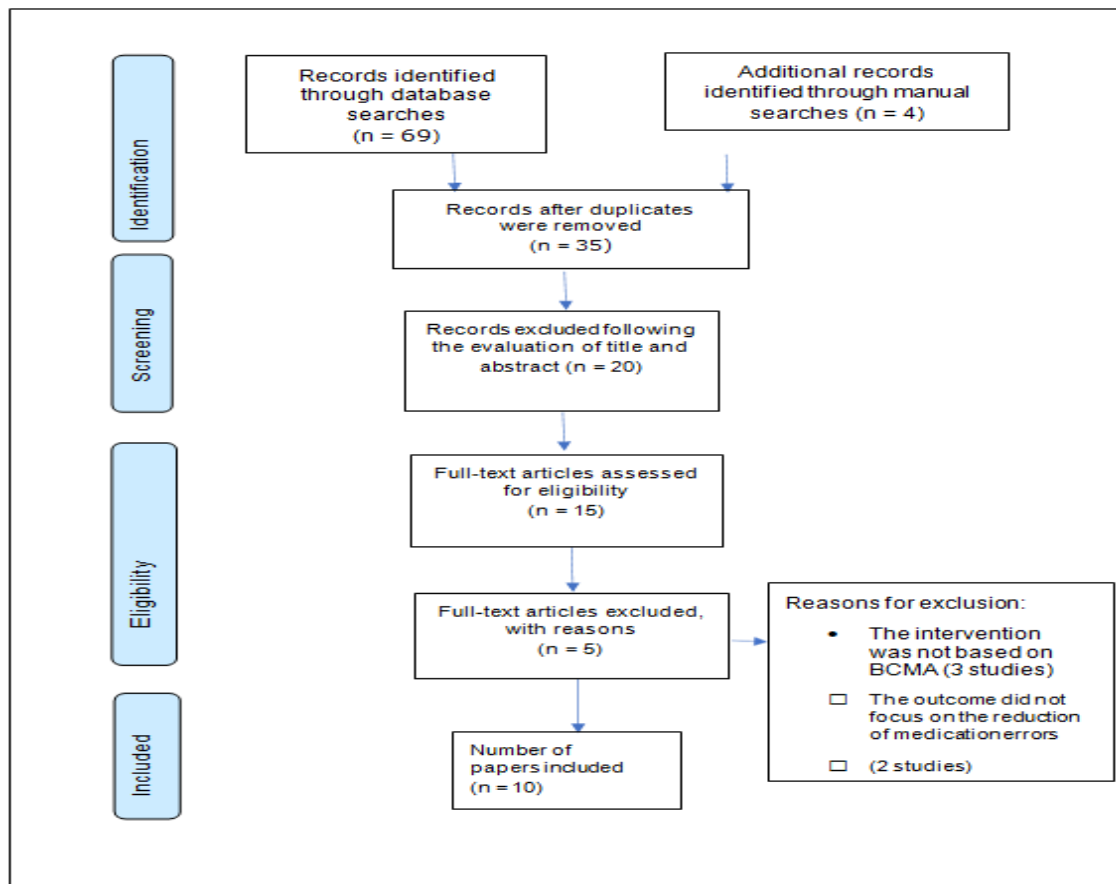 Identification
Records identified
through database
searches
(n = 69)
Additional records
identified through manual
searches (n = 4)
Records after duplicates
were removed
(n = 35)
Screening
Records excluded following
the evaluation of title and
abstract (n = 20)
Eligibility
Full-text articles assessed
for eligibility
(n = 15)
Full-text articles excluded,
with reasons
(n = 5)
Reasons for exclusion:
• The intervention
was not based on
BCMA (3 studies)
□ The outcome did not
focus on the reduction
of medication errors
□ (2 studies)
Included
Number of
papers included
(n = 10)